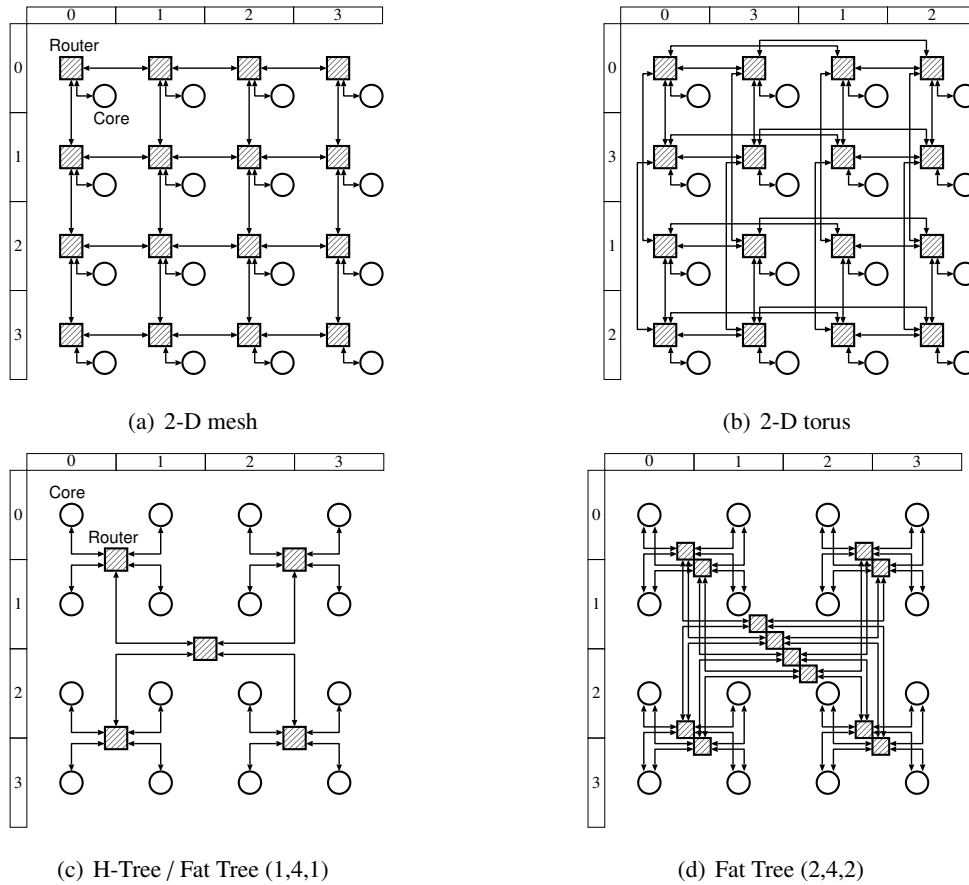 0 1 2 3
Router
0
Core
1
2
3
(a) 2-D mesh
0 3 1 2
0
3
1
2
(b) 2-D torus
0 1 2 3
Core
0
Router
1
2
3
(c) H-Tree / Fat Tree (1,4,1)
0 1 2 3
0
1
2
3
(d) Fat Tree (2,4,2)